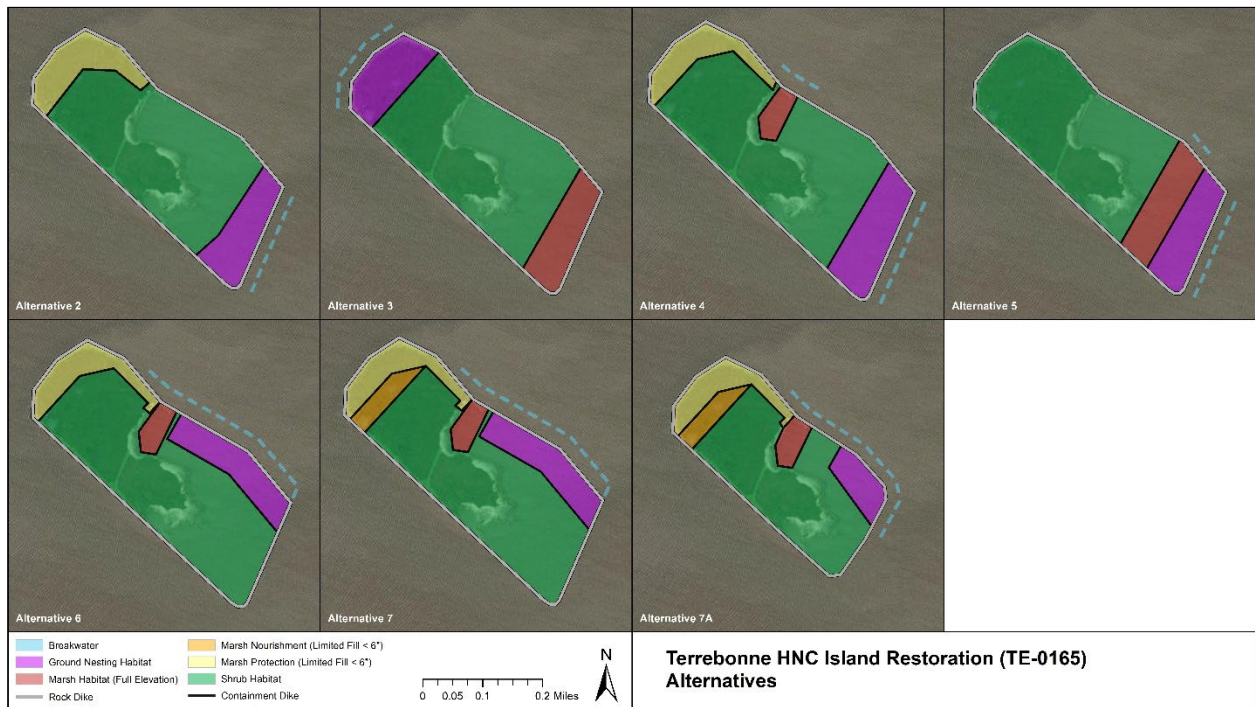 Alternative 2
Alternative 3
Alternative 4
Alternative 5
Alternative 6
Alternative 7
Alternative 7A
Breakwater
Ground Nesting Habitat
Marsh Habitat (Full Elevation)
Rock Dike
Marsh Nourishment (Limited Fill < 6")
Marsh Protection (Limited Fill < 6")
Shrub Habitat
Containment Dike
0 0.05 0.1 0.2 Miles
N
Terrebonne HNC Island Restoration (TE-0165)
Alternatives